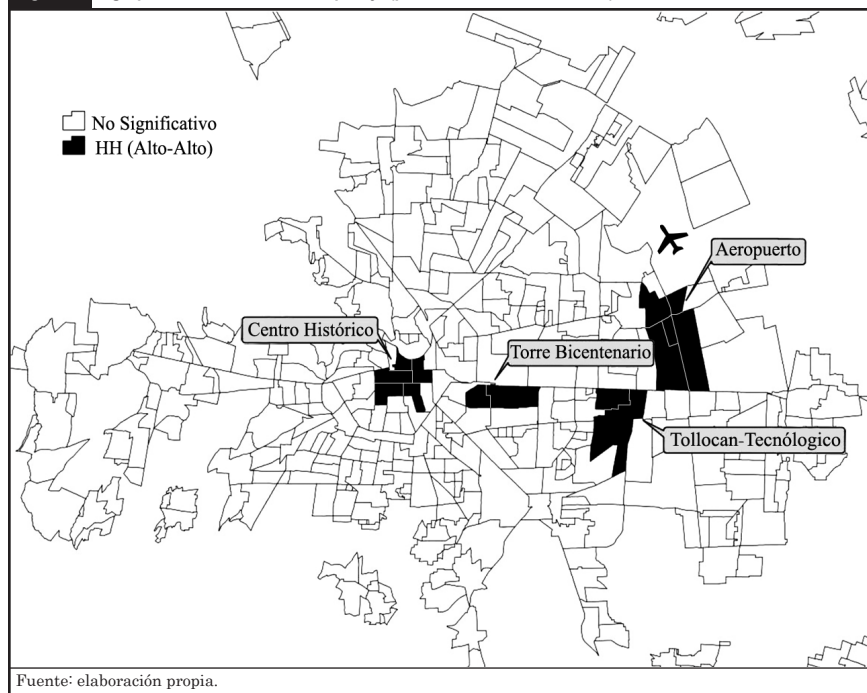 No Significativo
HH (Alto-Alto)
Aeropuerto
Centro Histórico
Torre Bicentenario
Tollocan-Tecnólogico
Fuente: elaboración propia.